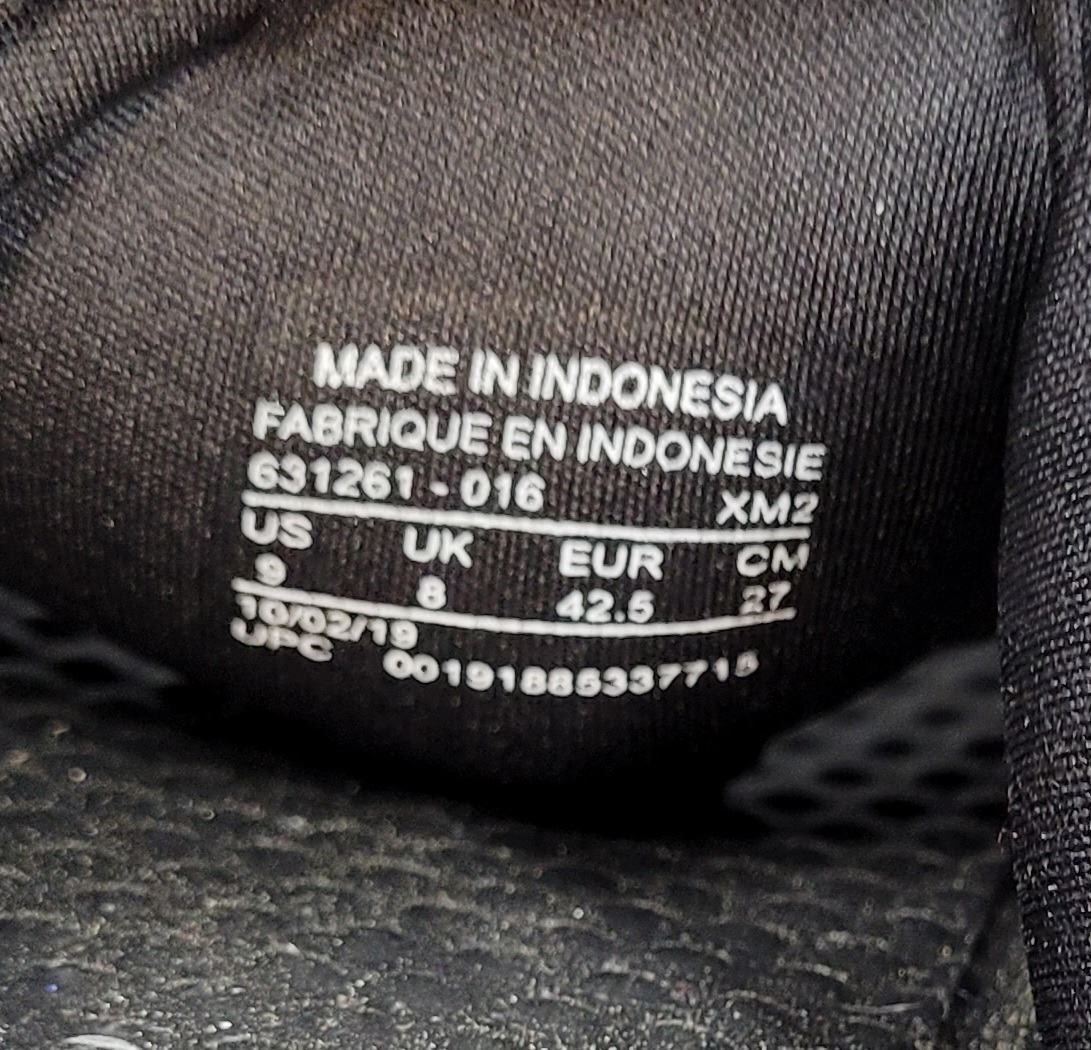 MADE IN INDONESIA
FABRIQUE EN INDONESIE
631261 - 016 XM2
US UK EUR CM
9 8 42.5 27
10/02/19
UPC 00191885337715